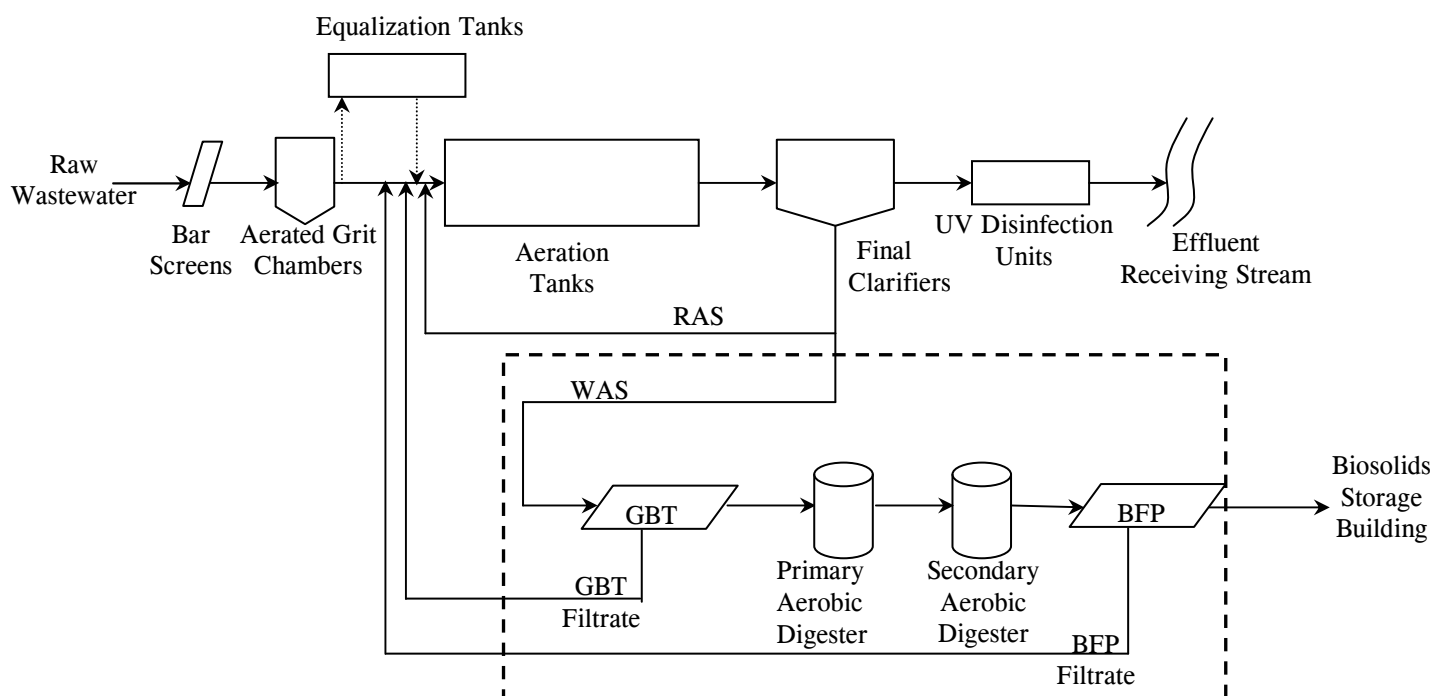 Equalization Tanks
Raw
Wastewater
Bar
Screens
Aerated Grit
Chambers
Aeration
Tanks
Final
Clarifiers
UV Disinfection
Units
Effluent
Receiving Stream
RAS
WAS
GBT
BFP
Biosolids
Storage
Building
GBT
Filtrate
Primary
Aerobic
Digester
Secondary
Aerobic
Digester
BFP
Filtrate